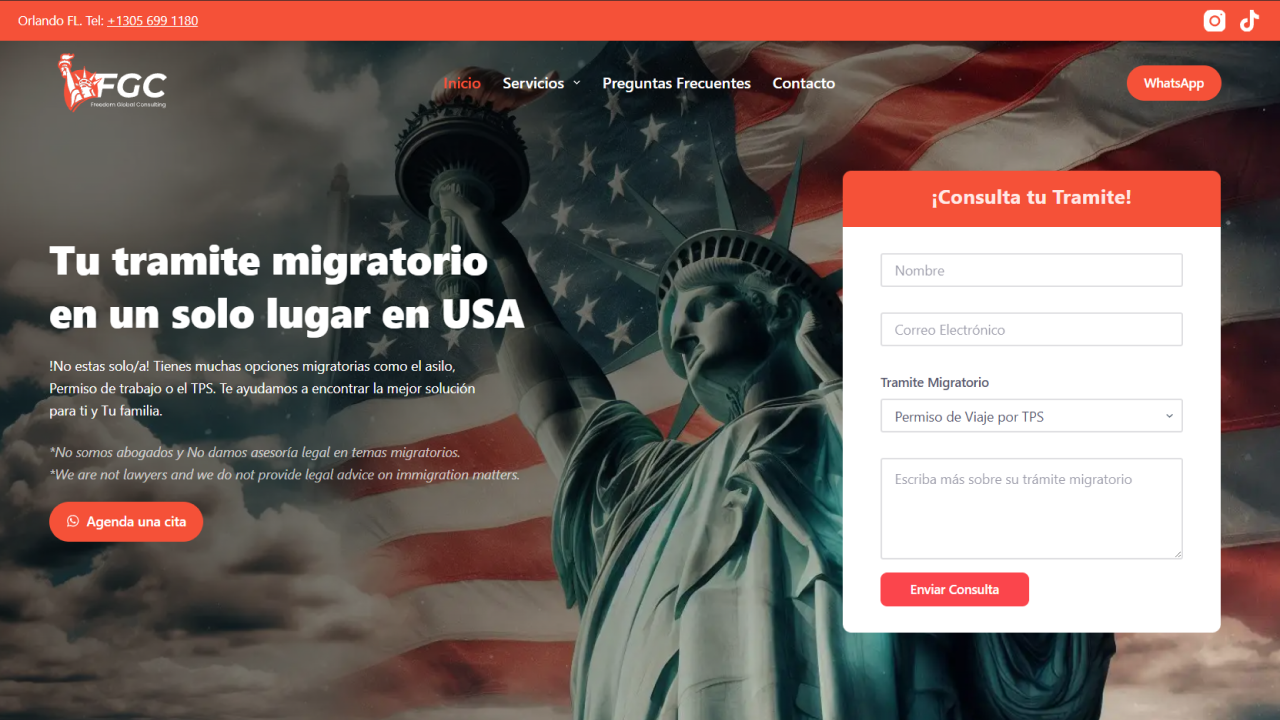 Orlando FL. Tel: +1305 699 1180
FGC
Freedom Global Consulting
Inicio Servicios Preguntas Frecuentes Contacto
WhatsApp
Tu tramite migratorio
en un solo lugar en USA
!No estas solo/a! Tienes muchas opciones migratorias como el asilo,
Permiso de trabajo o el TPS. Te ayudamos a encontrar la mejor solución
para ti y Tu familia.
*No somos abogados y No damos asesoría legal en temas migratorios.
*We are not lawyers and we do not provide legal advice on immigration matters.
Agenda una cita
¡Consulta tu Tramite!
Nombre
Correo Electrónico
Tramite Migratorio
Permiso de Viaje por TPS
Escriba más sobre su trámite migratorio
Enviar Consulta